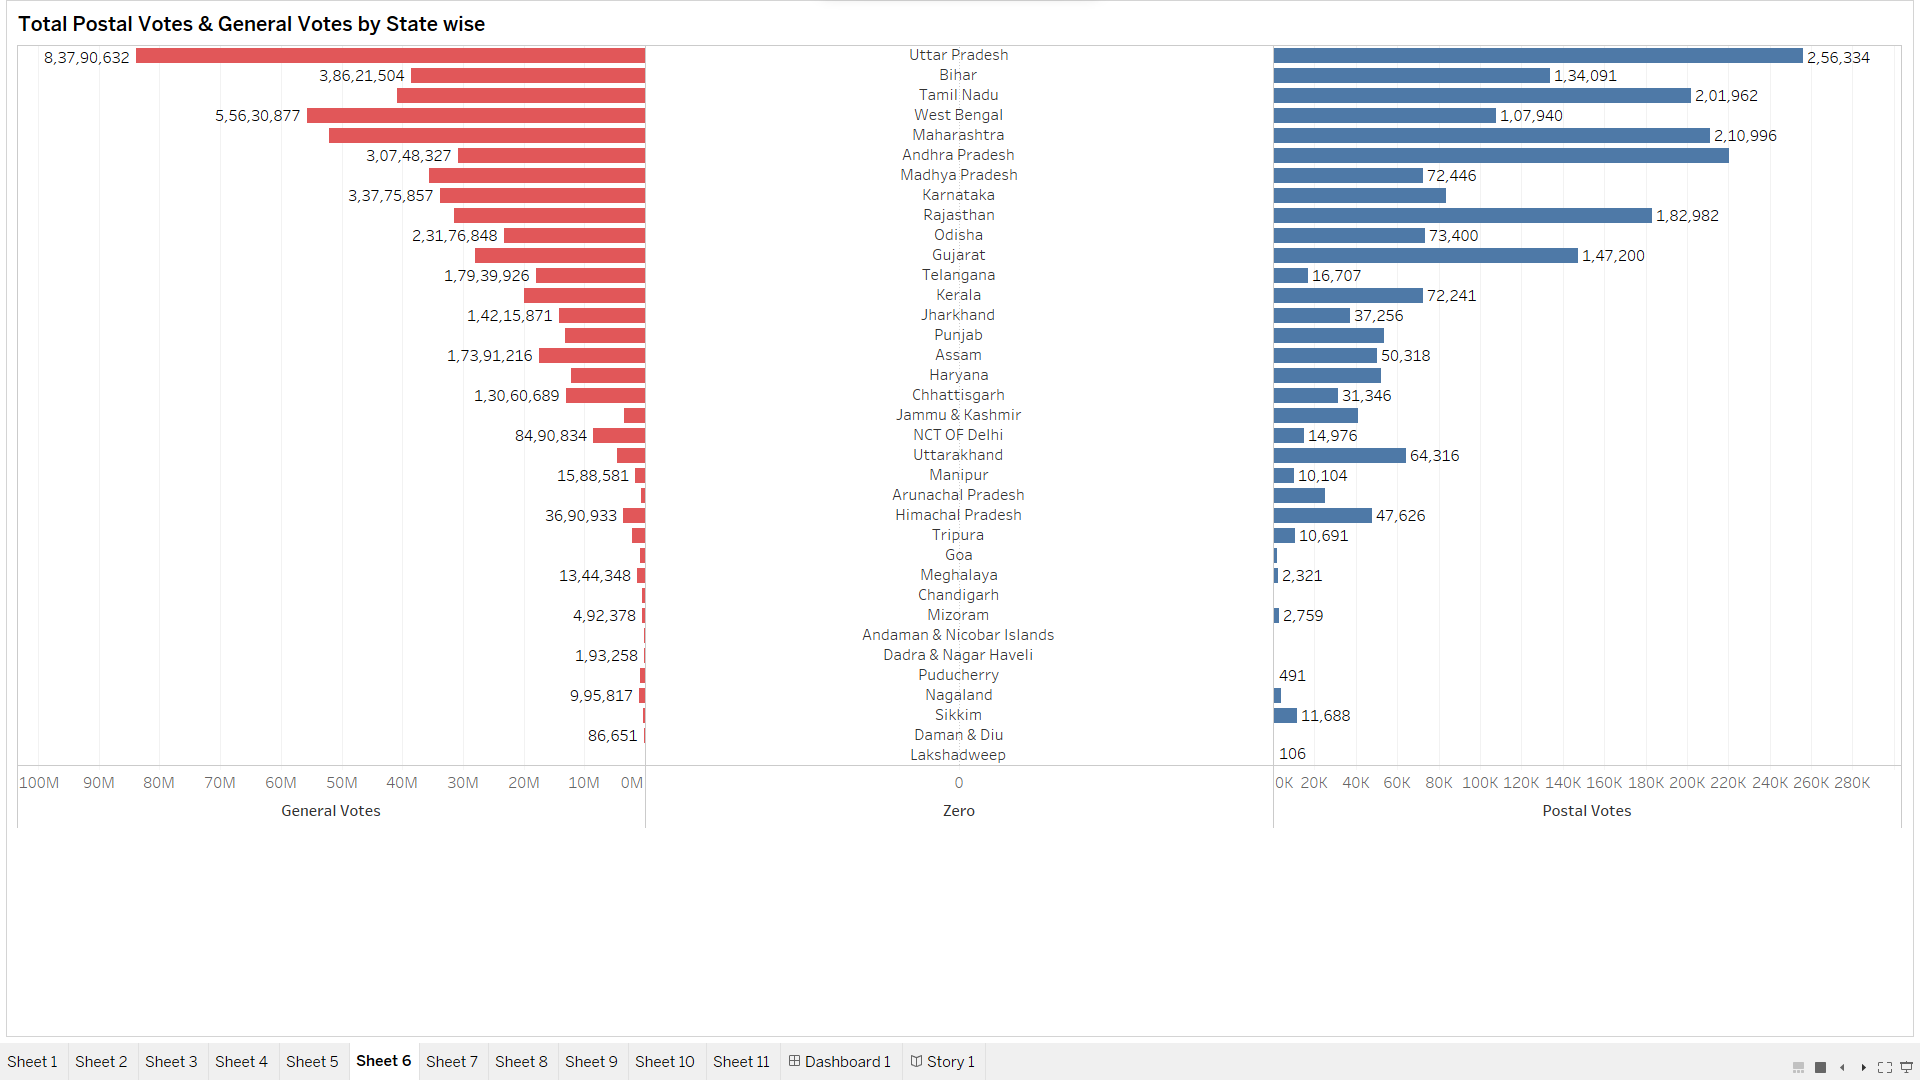 Total Postal Votes & General Votes by State wise
8,37,90,632 Uttar Pradesh 2,56,334
3,86,21,504 Bihar 1,34,091
Tamil Nadu 2,01,962
5,56,30,877 West Bengal 1,07,940
Maharashtra 2,10,996
3,07,48,327 Andhra Pradesh
Madhya Pradesh 72,446
3,37,75,857 Karnataka
Rajasthan 1,82,982
2,31,76,848 Odisha 73,400
Gujarat 1,47,200
1,79,39,926 Telangana 16,707
Kerala 72,241
1,42,15,871 Jharkhand 37,256
Punjab
1,73,91,216 Assam 50,318
Haryana
1,30,60,689 Chhattisgarh 31,346
Jammu & Kashmir
84,90,834 NCT OF Delhi 14,976
Uttarakhand 64,316
15,88,581 Manipur 10,104
Arunachal Pradesh
36,90,933 Himachal Pradesh 47,626
Tripura 10,691
Goa
13,44,348 Meghalaya 2,321
Chandigarh
4,92,378 Mizoram 2,759
Andaman & Nicobar Islands
1,93,258 Dadra & Nagar Haveli
Puducherry 491
9,95,817 Nagaland
Sikkim 11,688
86,651 Daman & Diu
Lakshadweep 106
100M 90M 80M 70M 60M 50M 40M 30M 20M 10M 0M 0 0K 20K 40K 60K 80K 100K 120K 140K 160K 180K 200K 220K 240K 260K 280K
General Votes Zero Postal Votes
Sheet 1 Sheet 2 Sheet 3 Sheet 4 Sheet 5 Sheet 6 Sheet 7 Sheet 8 Sheet 9 Sheet 10 Sheet 11 Dashboard 1 Story 1